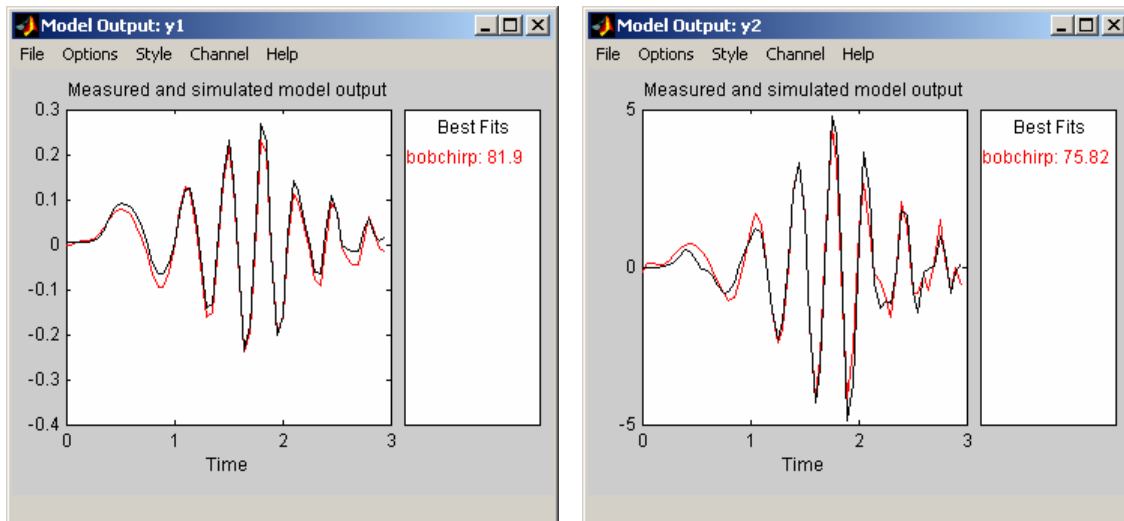 Model Output: y1
File Options Style Channel Help
Measured and simulated model output
0.3
0.2
0.1
0
-0.1
-0.2
-0.3
-0.4
0 1 2 3
Time
Best Fits
bobchirp: 81.9
Model Output: y2
File Options Style Channel Help
Measured and simulated model output
5
0
-5
0 1 2 3
Time
Best Fits
bobchirp: 75.82